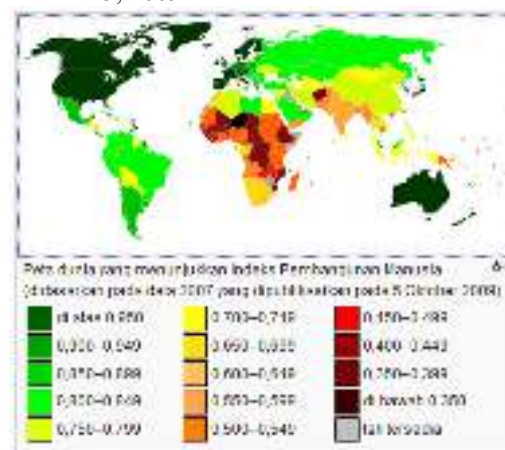 Peta dunia yang menunjukkan Indeks Pembangunan Manusia
(didasarkan pada data 2007 yang dipublikasikan pada 5 Oktober 2009)
di atas 0,950
0,900–0,949
0,850–0,899
0,800–0,849
0,750–0,799
0,700–0,749
0,650–0,699
0,600–0,649
0,550–0,599
0,500–0,549
0,450–0,499
0,400–0,449
0,350–0,399
di bawah 0,350
tak tersedia